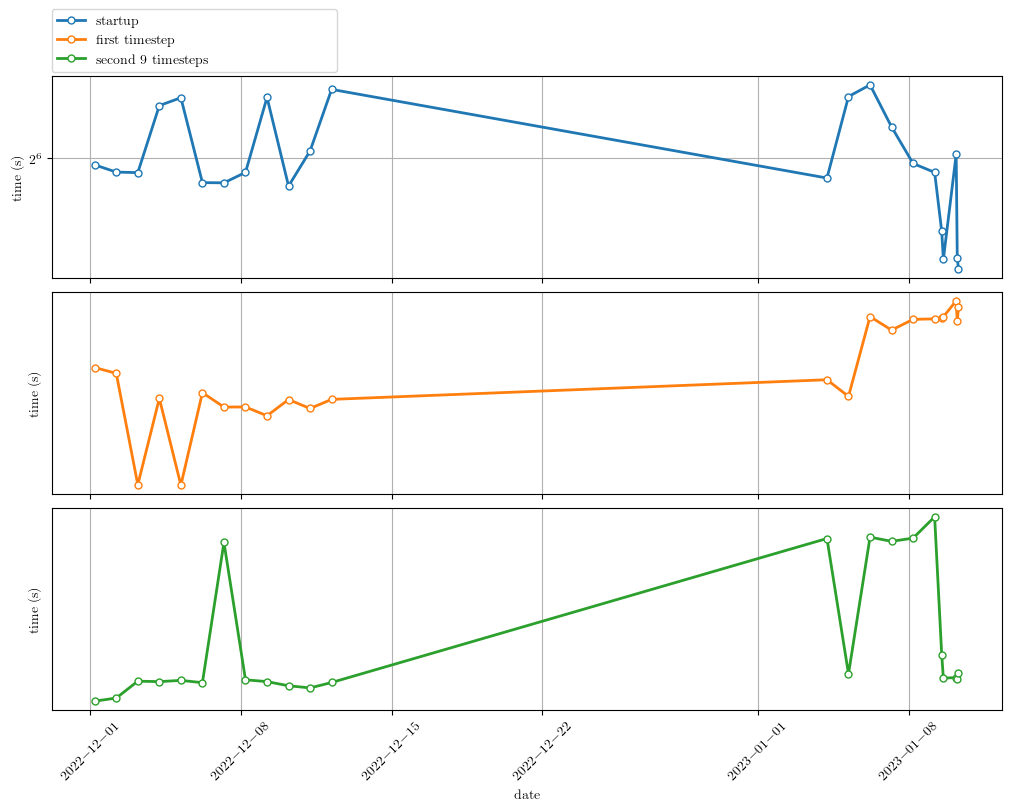 startup
first timestep
second 9 timesteps
2^6
time (s)
time (s)
time (s)
2022−12−01
2022−12−08
2022−12−15
2022−12−22
2023−01−01
2023−01−08
date